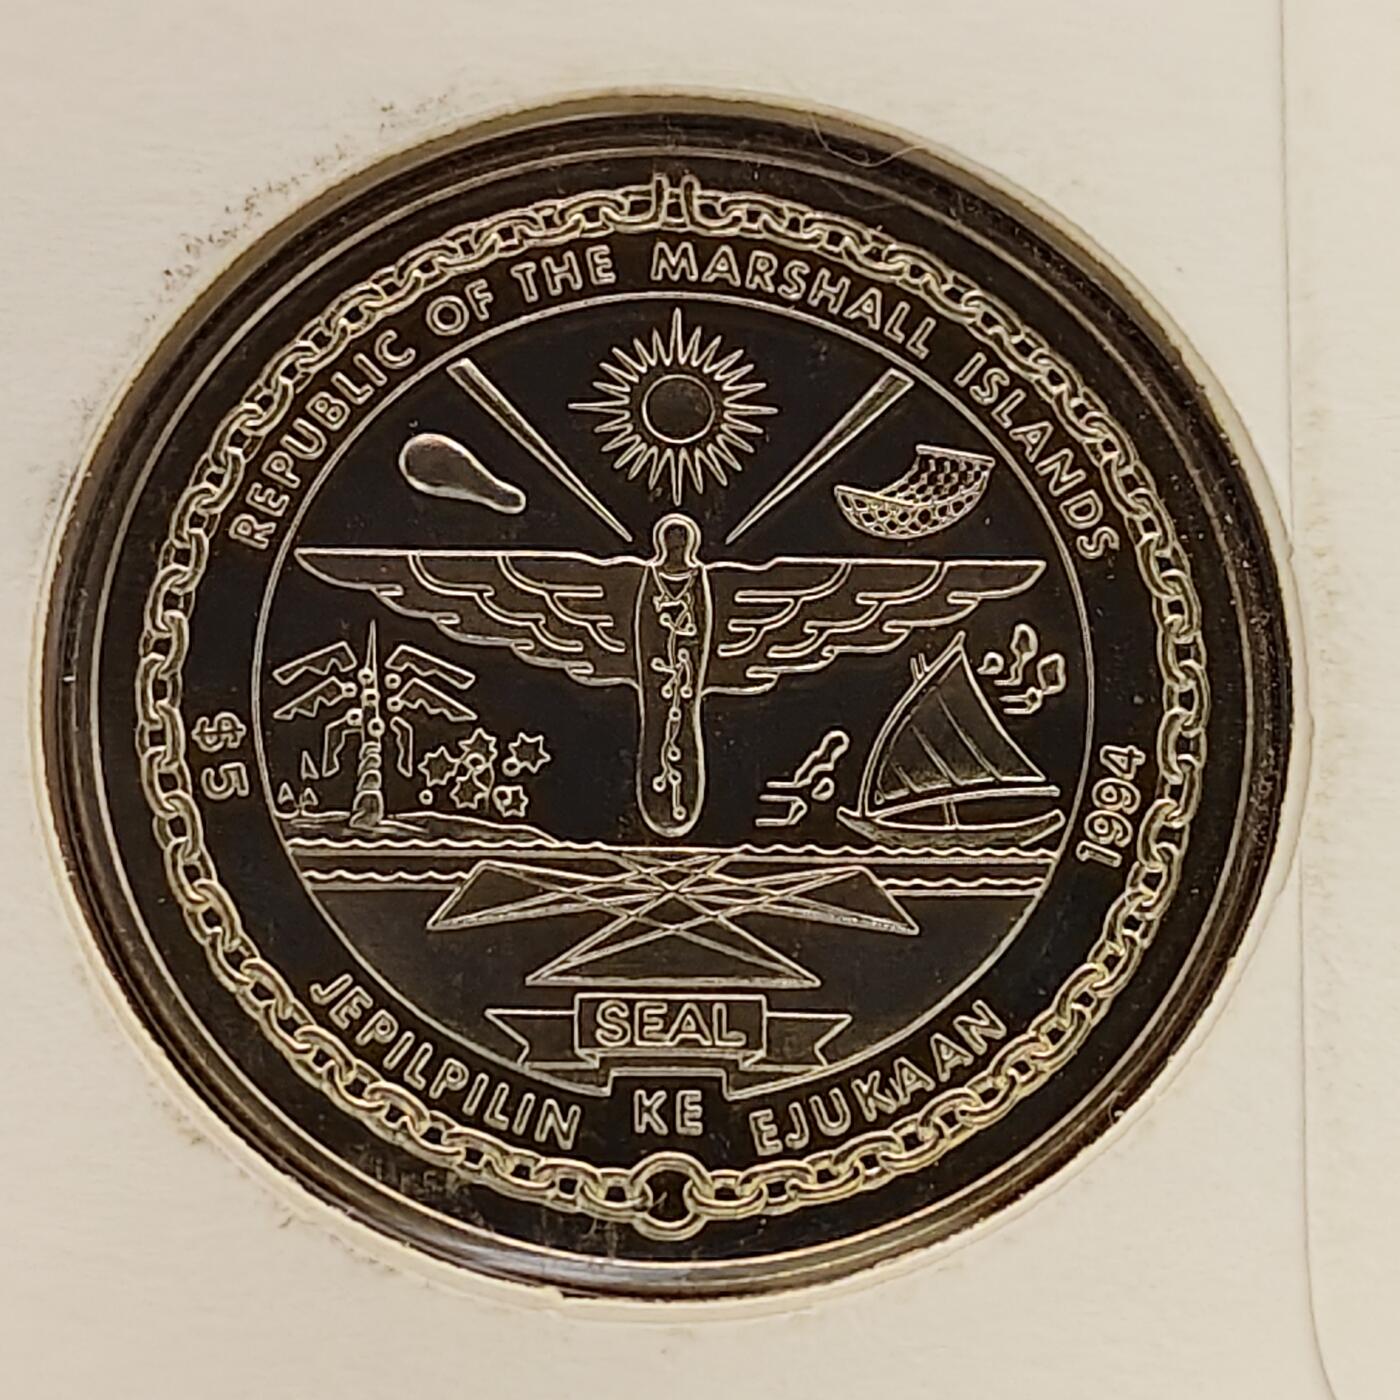 REPUBLIC OF THE MARSHALL ISLANDS
$5
1994
SEAL
JEPILPILIN KE EJUKAAN